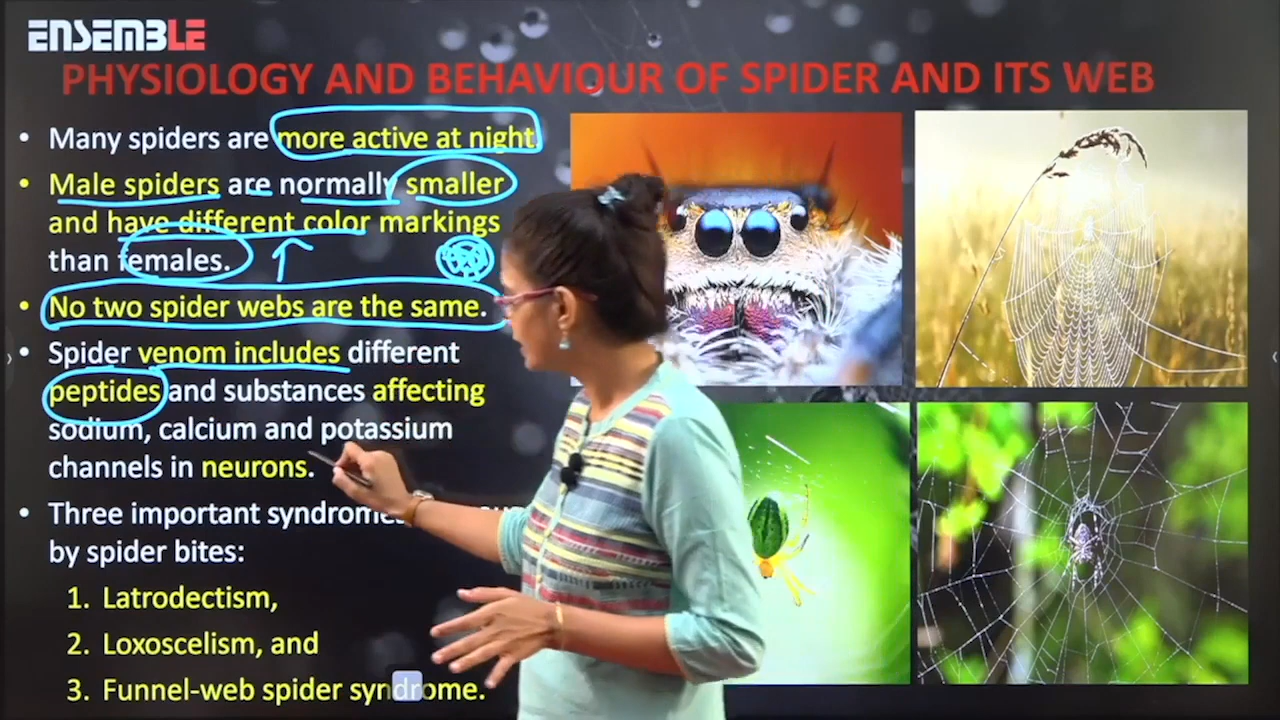 ENSEMBLE
PHYSIOLOGY AND BEHAVIOUR OF SPIDER AND ITS WEB
• Many spiders are more active at night.
• Male spiders are normally smaller
and have different color markings
than females.
• No two spider webs are the same.
• Spider venom includes different
peptides and substances affecting
sodium, calcium and potassium
channels in neurons.
• Three important syndromes
by spider bites:
1. Latrodectism,
2. Loxoscelism, and
3. Funnel-web spider syndrome.